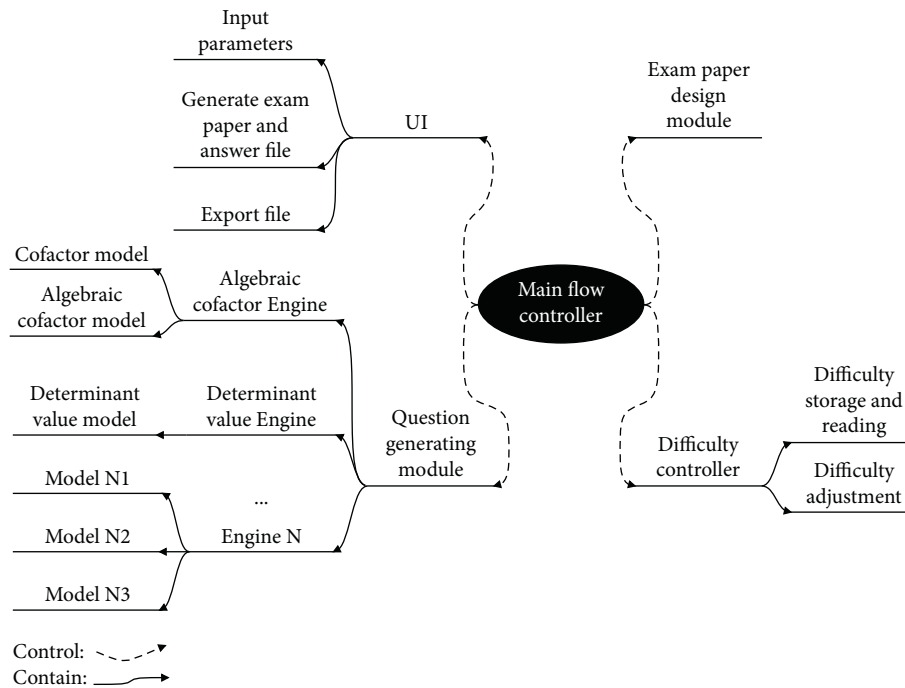 Input
parameters
Generate exam
paper and
answer file
Export file
UI
Exam paper
design
module
Main flow
controller
Cofactor model
Algebraic
cofactor model
Algebraic
cofactor Engine
Determinant
value model
Determinant
value Engine
Question
generating
module
Model N1
Model N2
Model N3
...
Engine N
Difficulty
controller
Difficulty
storage and
reading
Difficulty
adjustment
Control:
Contain: